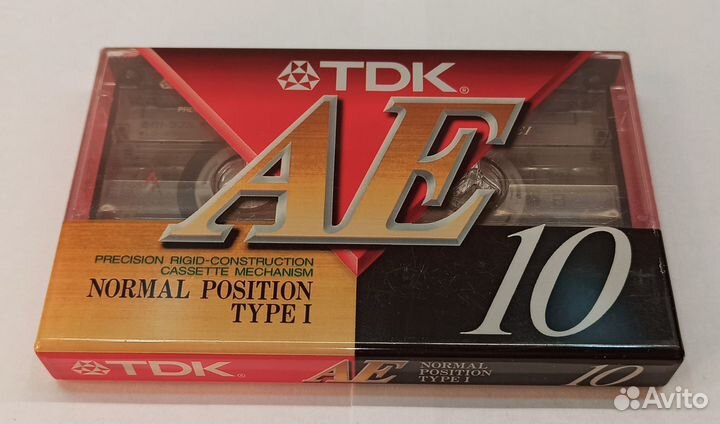 TDK®
AE
PRECISION RIGID-CONSTRUCTION
CASSETTE MECHANISM
NORMAL POSITION
TYPE I
10
TDK®
AE
NORMAL
POSITION
TYPE I
10
Avito